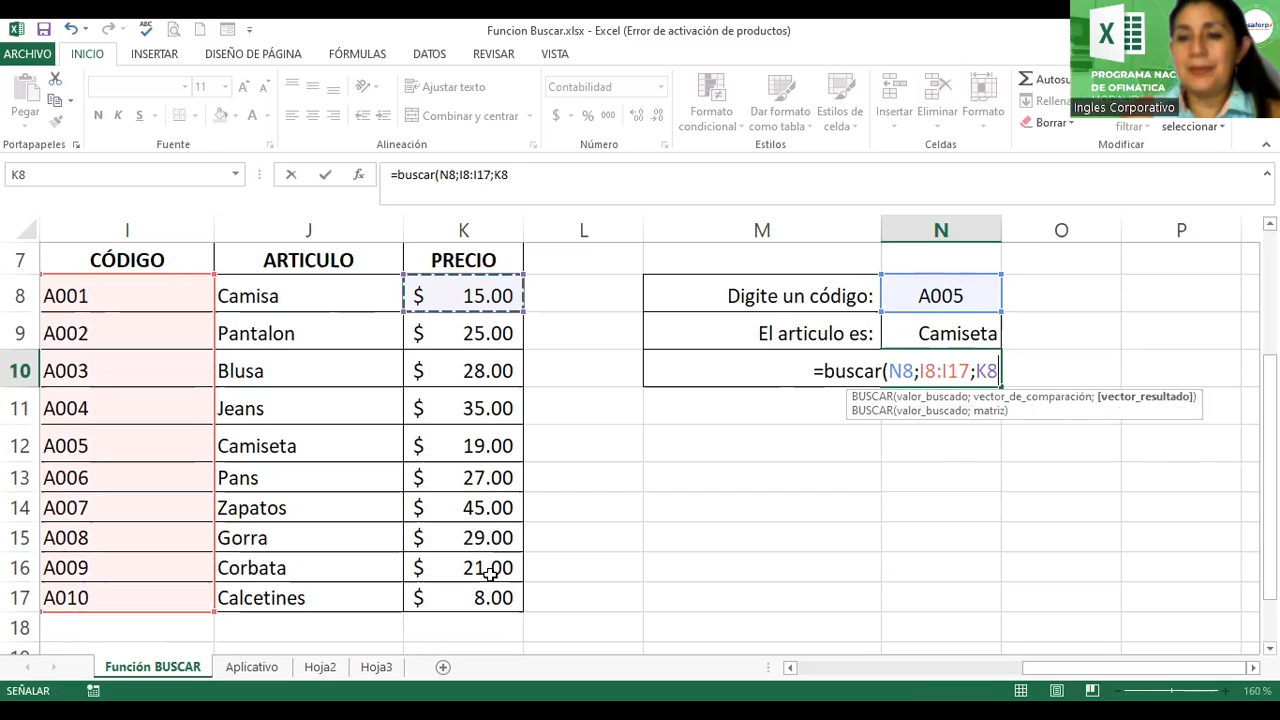 Funcion Buscar.xlsx - Excel (Error de activación de productos)
ARCHIVO INICIO INSERTAR DISEÑO DE PÁGINA FÓRMULAS DATOS REVISAR VISTA
PROGRAMA NAC
DE OFIMATICA
Ingles Corporativo
Pegar
11
Ajustar texto
Combinar y centrar
N K S
Contabilidad
$ % 000
Formato condicional
Dar formato como tabla
Estilos de celda
Insertar Eliminar Formato
Autosu
Rellena
Borrar
filtrar
seleccionar
Portapapeles Fuente Alineación Número Estilos Celdas Modificar
K8 =buscar(N8;I8:I17;K8
I J K L M N O P
7 CÓDIGO ARTICULO PRECIO
8 A001 Camisa $ 15.00 Digite un código: A005
9 A002 Pantalon $ 25.00 El articulo es: Camiseta
10 A003 Blusa $ 28.00 =buscar(N8;I8:I17;K8
BUSCAR(valor_buscado; vector_de_comparación; [vector_resultado])
BUSCAR(valor_buscado; matriz)
11 A004 Jeans $ 35.00
12 A005 Camiseta $ 19.00
13 A006 Pans $ 27.00
14 A007 Zapatos $ 45.00
15 A008 Gorra $ 29.00
16 A009 Corbata $ 21.00
17 A010 Calcetines $ 8.00
18
Función BUSCAR Aplicativo Hoja2 Hoja3
SEÑALAR 160 %